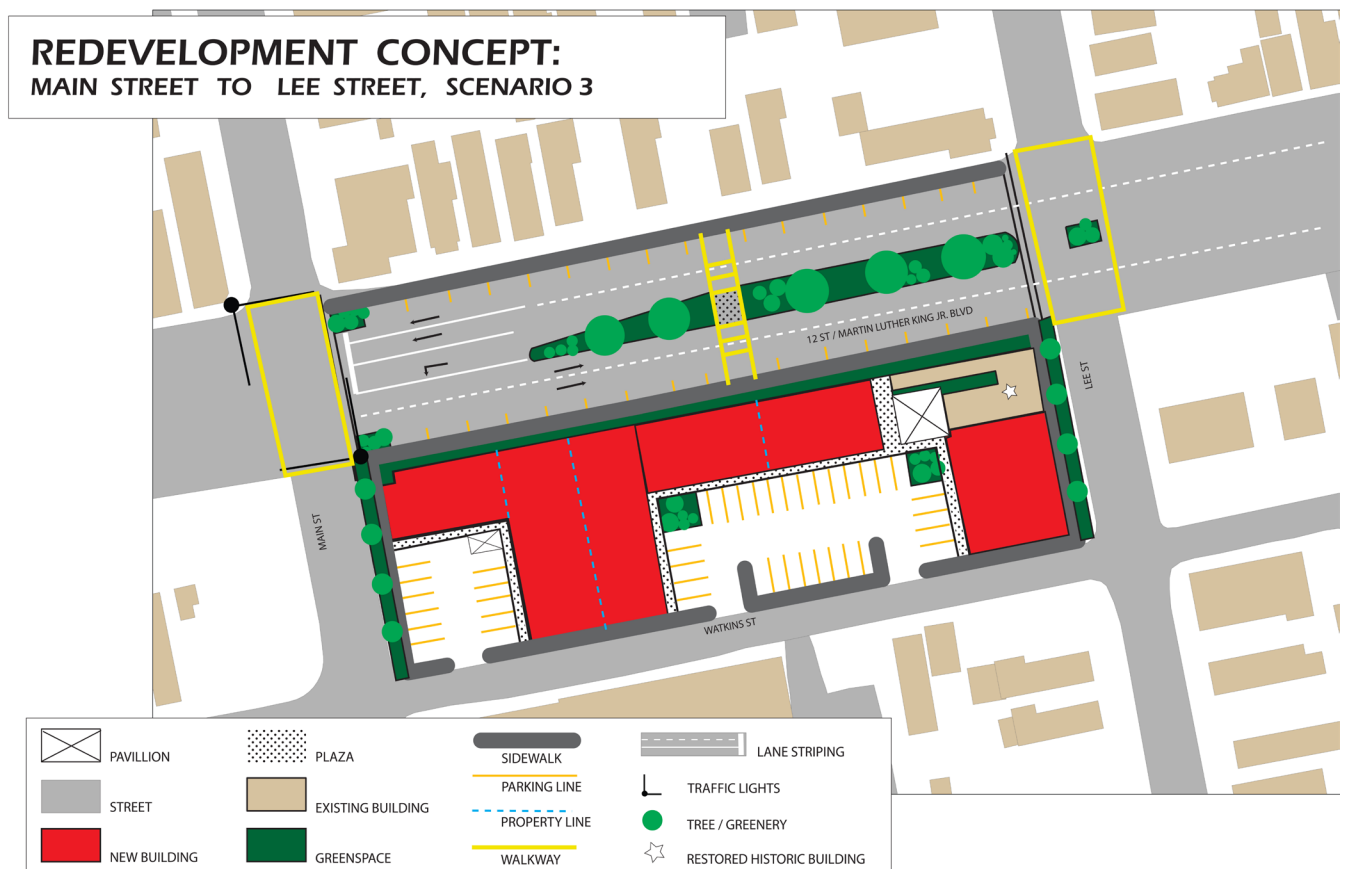 REDEVELOPMENT CONCEPT:
MAIN STREET TO LEE STREET, SCENARIO 3
12 ST / MARTIN LUTHER KING JR. BLVD
LEE ST
MAIN ST
WATKINS ST
PAVILLION
PLAZA
SIDEWALK
LANE STRIPING
PARKING LINE
STREET
EXISTING BUILDING
TRAFFIC LIGHTS
PROPERTY LINE
TREE / GREENERY
NEW BUILDING
GREENSPACE
WALKWAY
RESTORED HISTORIC BUILDING